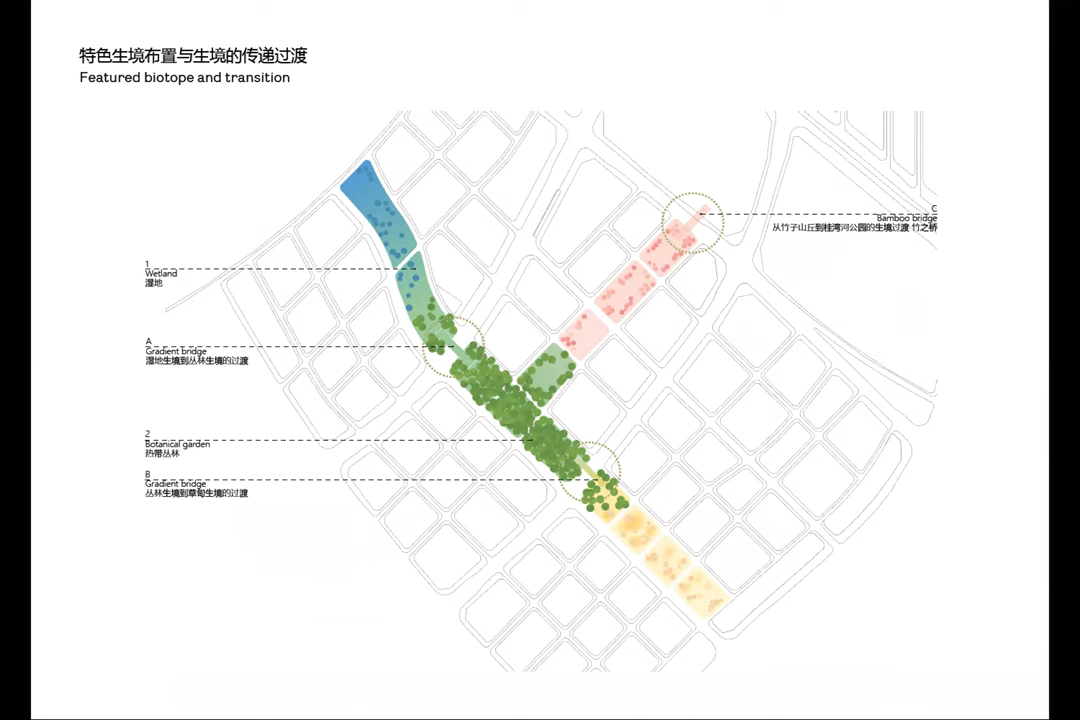 特色生境布置与生境的传递过渡
Featured biotope and transition
C
Bamboo bridge
从竹子山丘到桂湾河公园的生境过渡 竹之桥
1
Wetland
湿地
A
Gradient bridge
湿地生境到丛林生境的过渡
2
Botanical garden
热带丛林
B
Gradient bridge
丛林生境到草甸生境的过渡